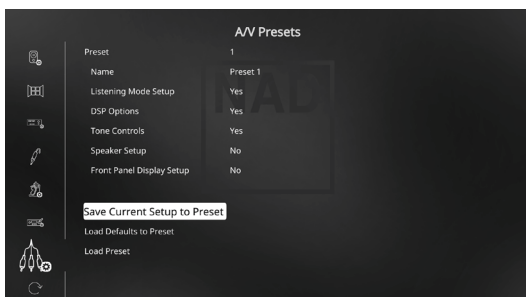 A/V Presets
Preset 1
Name Preset 1
Listening Mode Setup Yes
DSP Options Yes
Tone Controls Yes
Speaker Setup No
Front Panel Display Setup No
NAD
Save Current Setup to Preset
Load Defaults to Preset
Load Preset